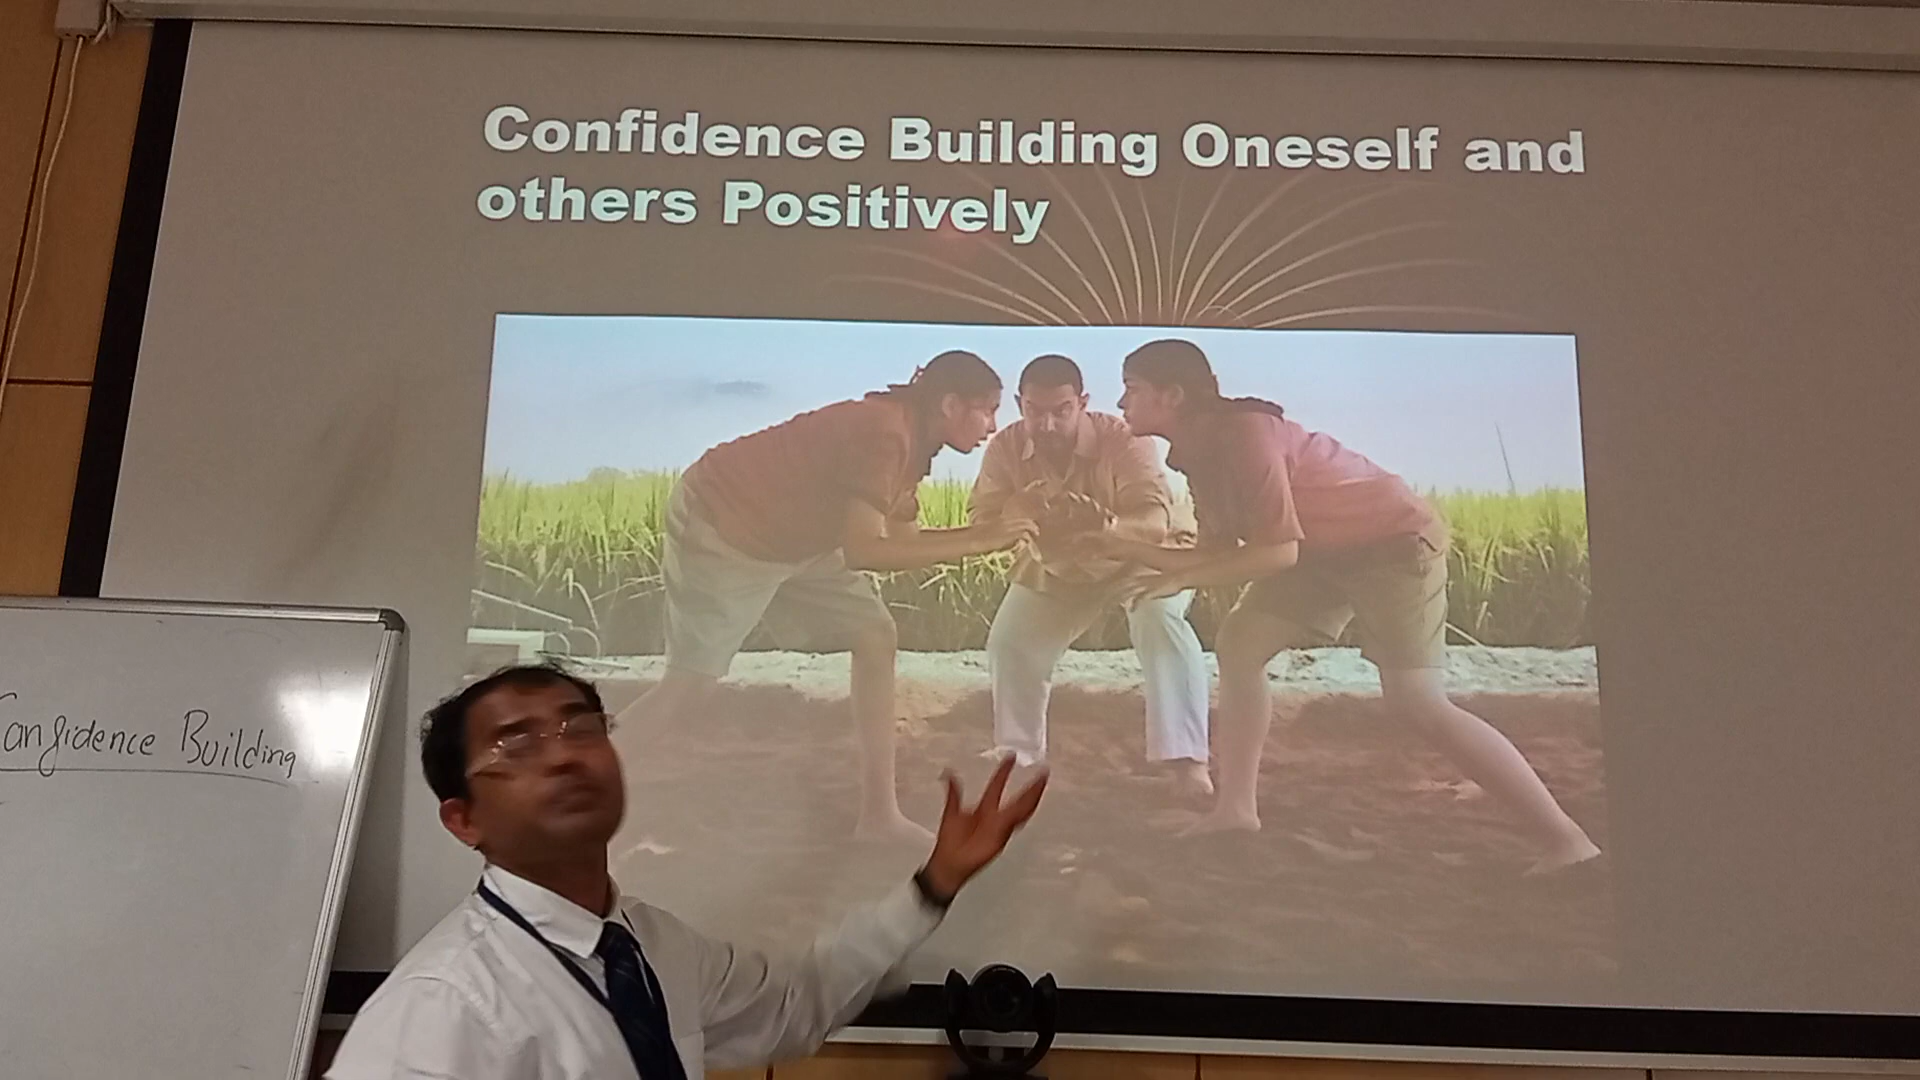 Confidence Building Oneself and
others Positively
Confidence Building